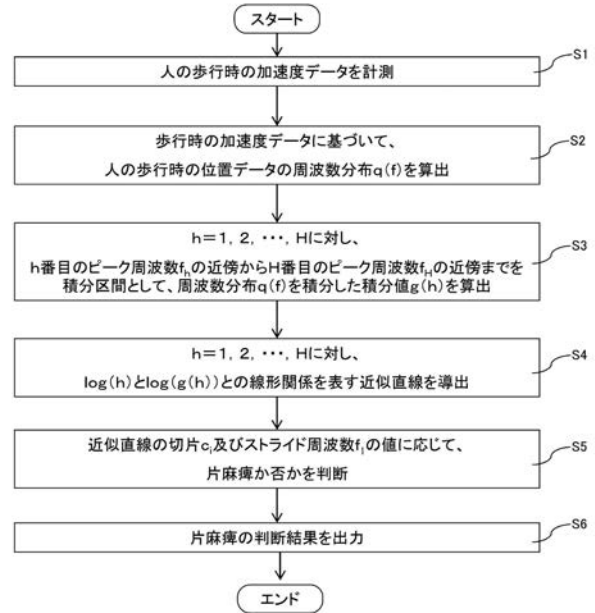 スタート
S1
人の歩行時の加速度データを計測
S2
歩行時の加速度データに基づいて、
人の歩行時の位置データの周波数分布q(f)を算出
S3
h=1, 2, ・・・, Hに対し、
h番目のピーク周波数fhの近傍からH番目のピーク周波数fHの近傍までを
積分区間として、周波数分布q(f)を積分した積分値g(h)を算出
S4
h=1, 2, ・・・, Hに対し、
log(h)とlog(g(h))との線形関係を表す近似直線を導出
S5
近似直線の切片ci及びストライド周波数f1の値に応じて、
片麻痺か否かを判断
S6
片麻痺の判断結果を出力
エンド